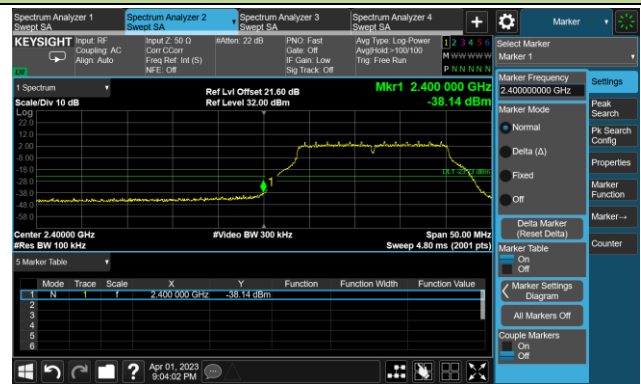 Spectrum Analyzer 1
Swept SA
Spectrum Analyzer 2
Swept SA
Spectrum Analyzer 3
Swept SA
Spectrum Analyzer 4
Swept SA
+
Marker
KEYSIGHT
Input: RF
Coupling: AC
Align: Auto
Input Z: 50 Ω
Corr CCorr
Freq Ref: Int (S)
NFE: Off
#Atten: 22 dB
PNO: Fast
Gate: Off
IF Gain: Low
Sig Track: Off
Avg Type: Log-Power
Avg|Hold:>100/100
Trig: Free Run
1 2 3 4 5 6
M W W W W W
P N N N N N
LW
Select Marker
Marker 1
1 Spectrum
Scale/Div 10 dB
Log
Ref Lvl Offset 21.60 dB
Ref Level 32.00 dBm
Mkr1 2.400 000 GHz
-38.14 dBm
22.0
12.0
2.00
-8.00
-18.0
-28.0
-38.0
-48.0
-58.0
1
Center 2.40000 GHz
#Res BW 100 kHz
#Video BW 300 kHz
Span 50.00 MHz
Sweep 4.80 ms (2001 pts)
5 Marker Table
Mode Trace Scale X Y Function Function Width Function Value
1 N 1 f 2.400 000 GHz -38.14 dBm
2
3
4
5
6
Marker Frequency
2.400000000 GHz
Marker Mode
Normal
Delta (Δ)
Fixed
Off
Delta Marker
(Reset Delta)
Marker Table
On
Off
Marker Settings
Diagram
All Markers Off
Couple Markers
On
Off
Settings
Peak
Search
Pk Search
Config
Properties
Marker
Function
Marker→
Counter
?
Apr 01, 2023
9:04:02 PM